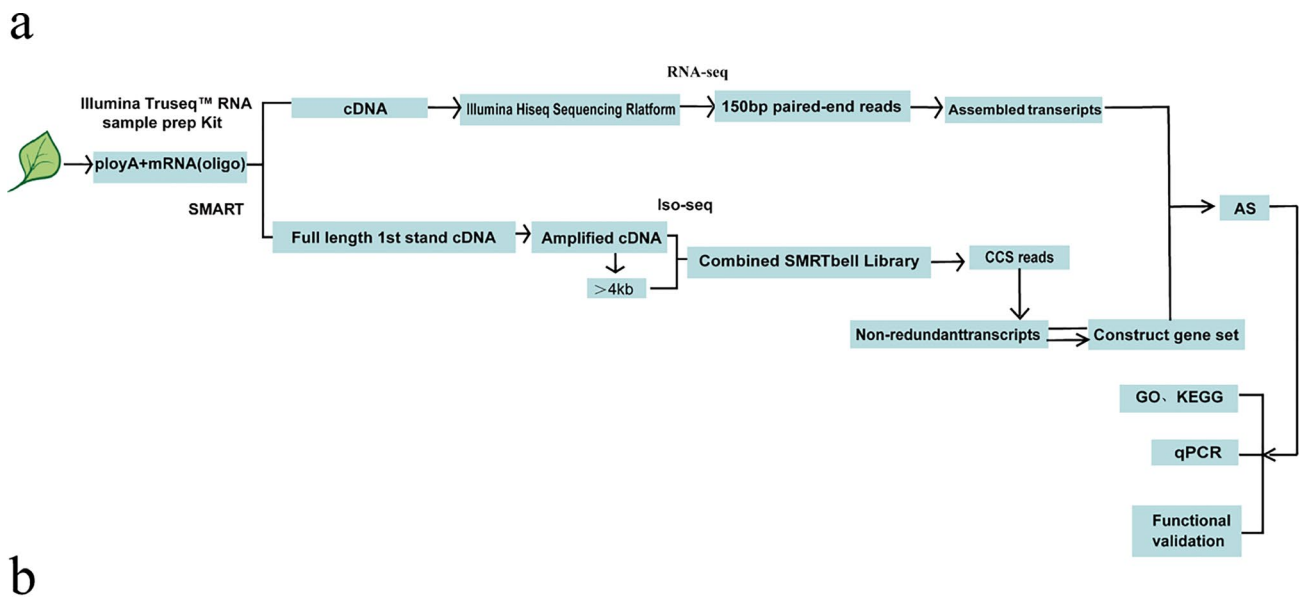 a
RNA-seq
Illumina Truseq™ RNA
sample prep Kit
cDNA
Illumina Hiseq Sequencing Rlatform
150bp paired-end reads
Assembled transeripts
ployA+mRNA(oligo)
SMART
Iso-seq
AS
Full length 1st stand cDNA
Amplified cDNA
Combined SMRTbell Library
CCS reads
>4kb
Non-redundanttranscripts
Construct gene set
GO、KEGG
qPCR
Functional
validation
b